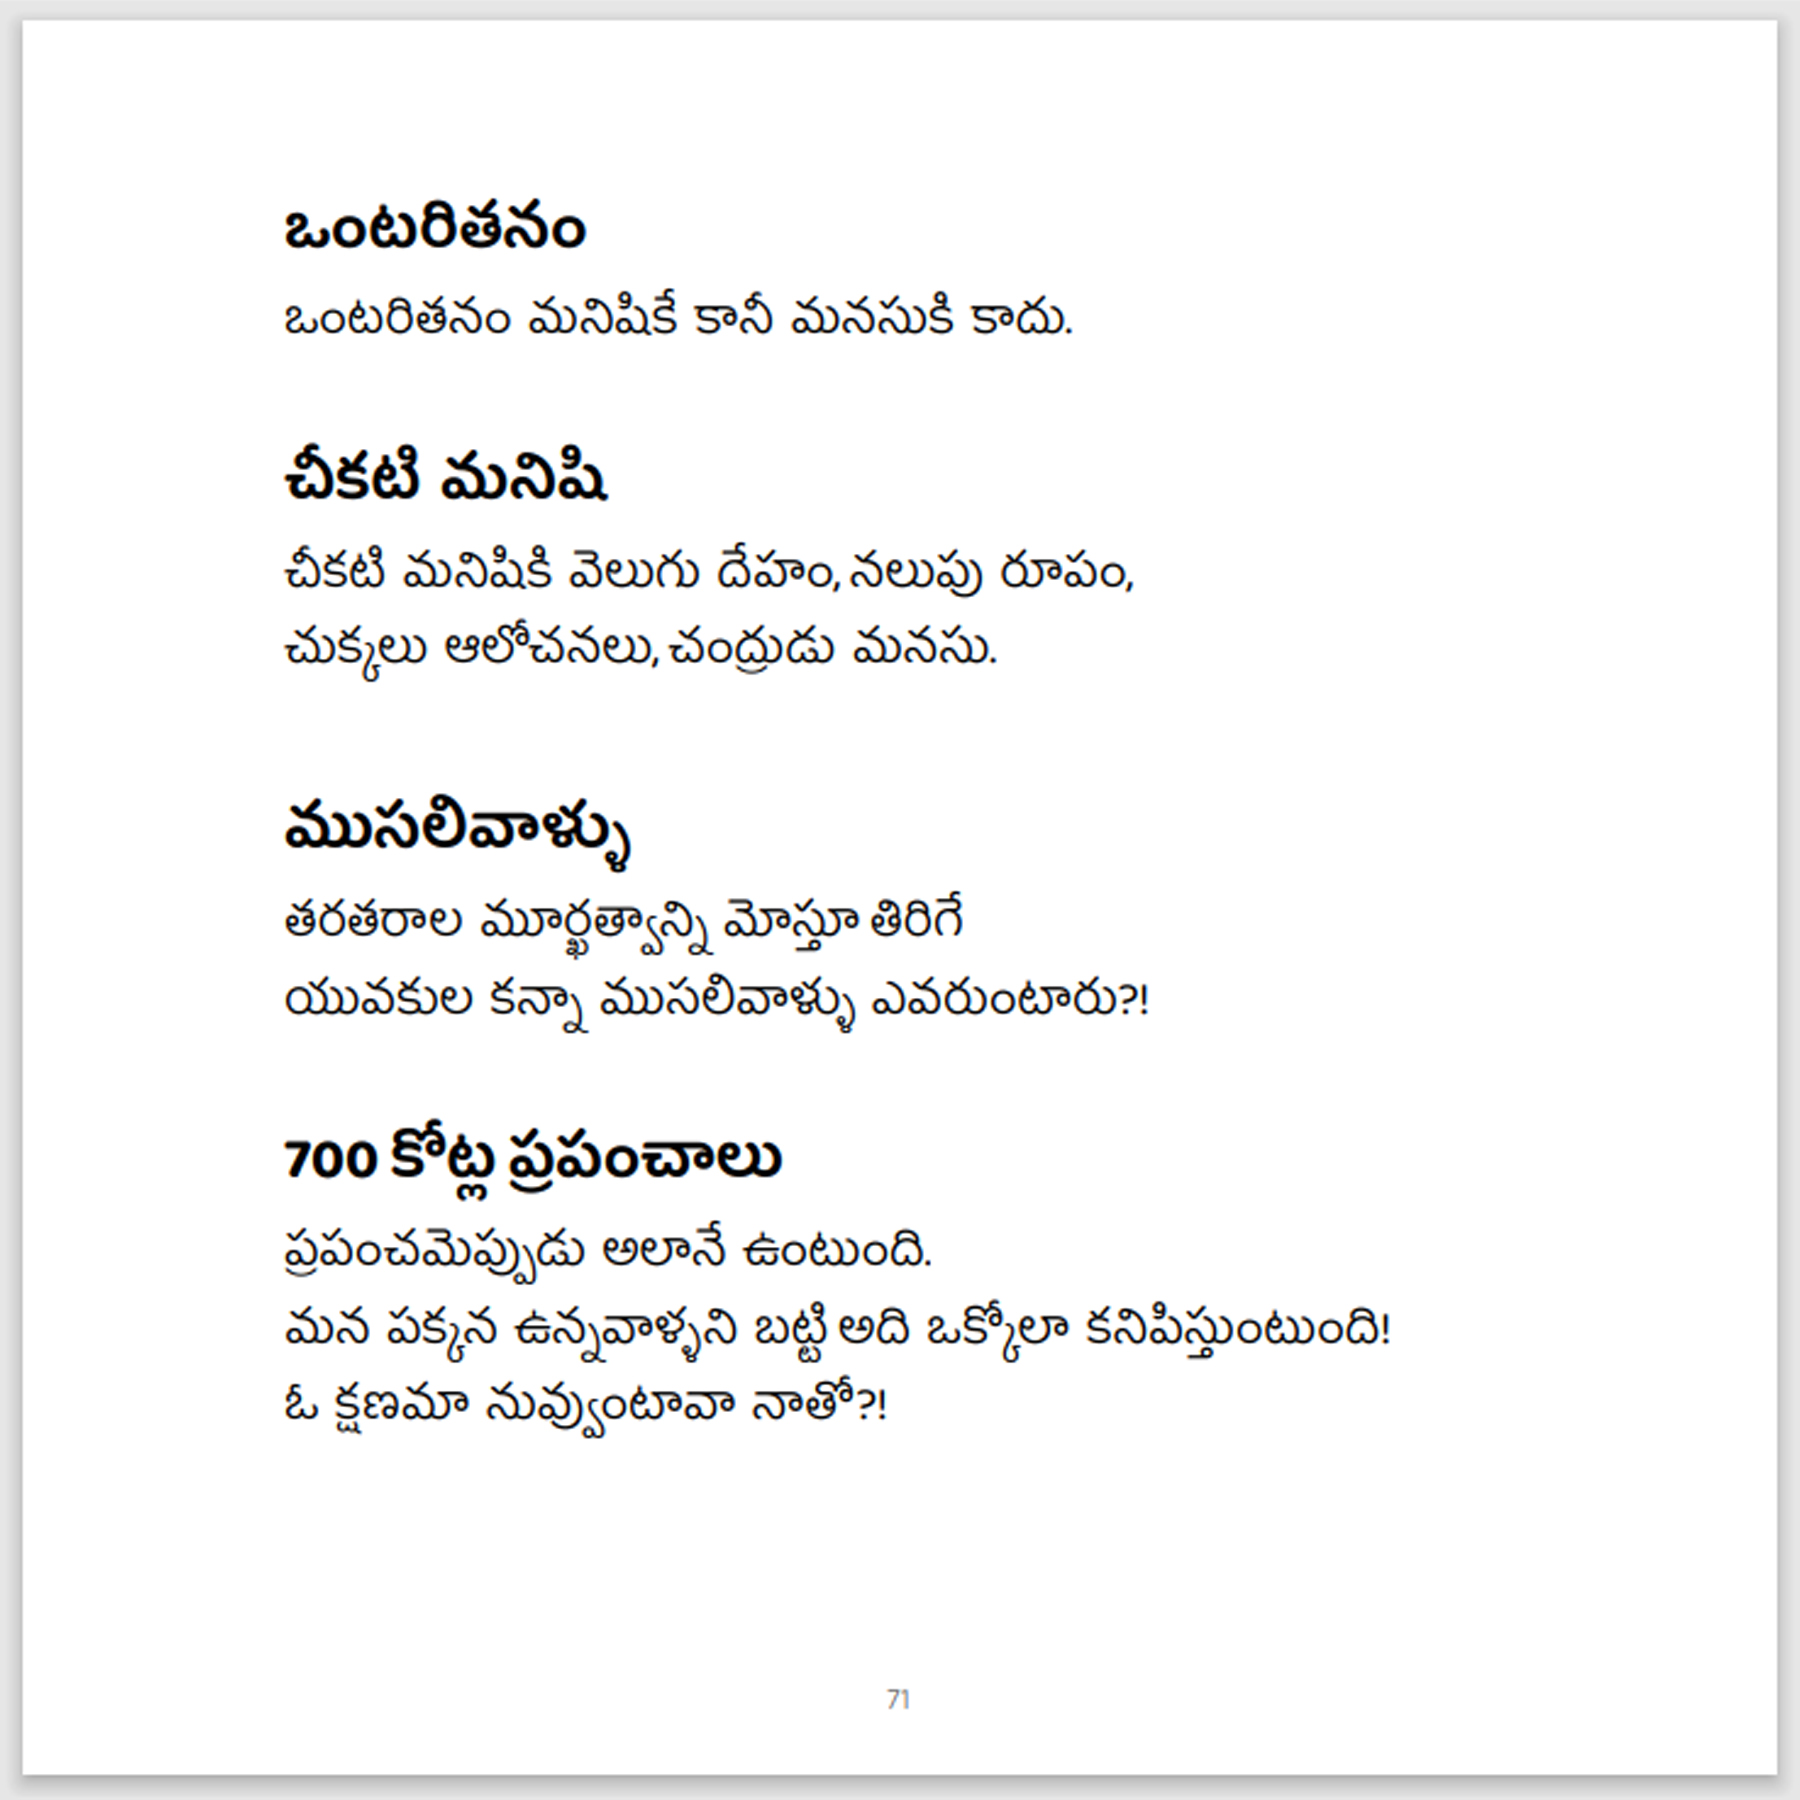 ఒంటరితనం
ఒంటరితనం మనిషికే కానీ మనసుకి కాదు.
చీకటి మనిషి
చీకటి మనిషికి వెలుగు దేహం, నలుపు రూపం,
చుక్కలు ఆలోచనలు, చంద్రుడు మనసు.
ముసలివాళ్ళు
తరతరాల మూర్ఖత్వాన్ని మోస్తూ తిరిగే
యువకుల కన్నా ముసలివాళ్ళు ఎవరుంటారు?!
700 కోట్ల ప్రపంచాలు
ప్రపంచమెప్పుడు అలానే ఉంటుంది.
మన పక్కన ఉన్నవాళ్ళని బట్టి అది ఒక్కోలా కనిపిస్తుంటుంది!
ఓ క్షణమా నువ్వుంటావా నాతో?!
71